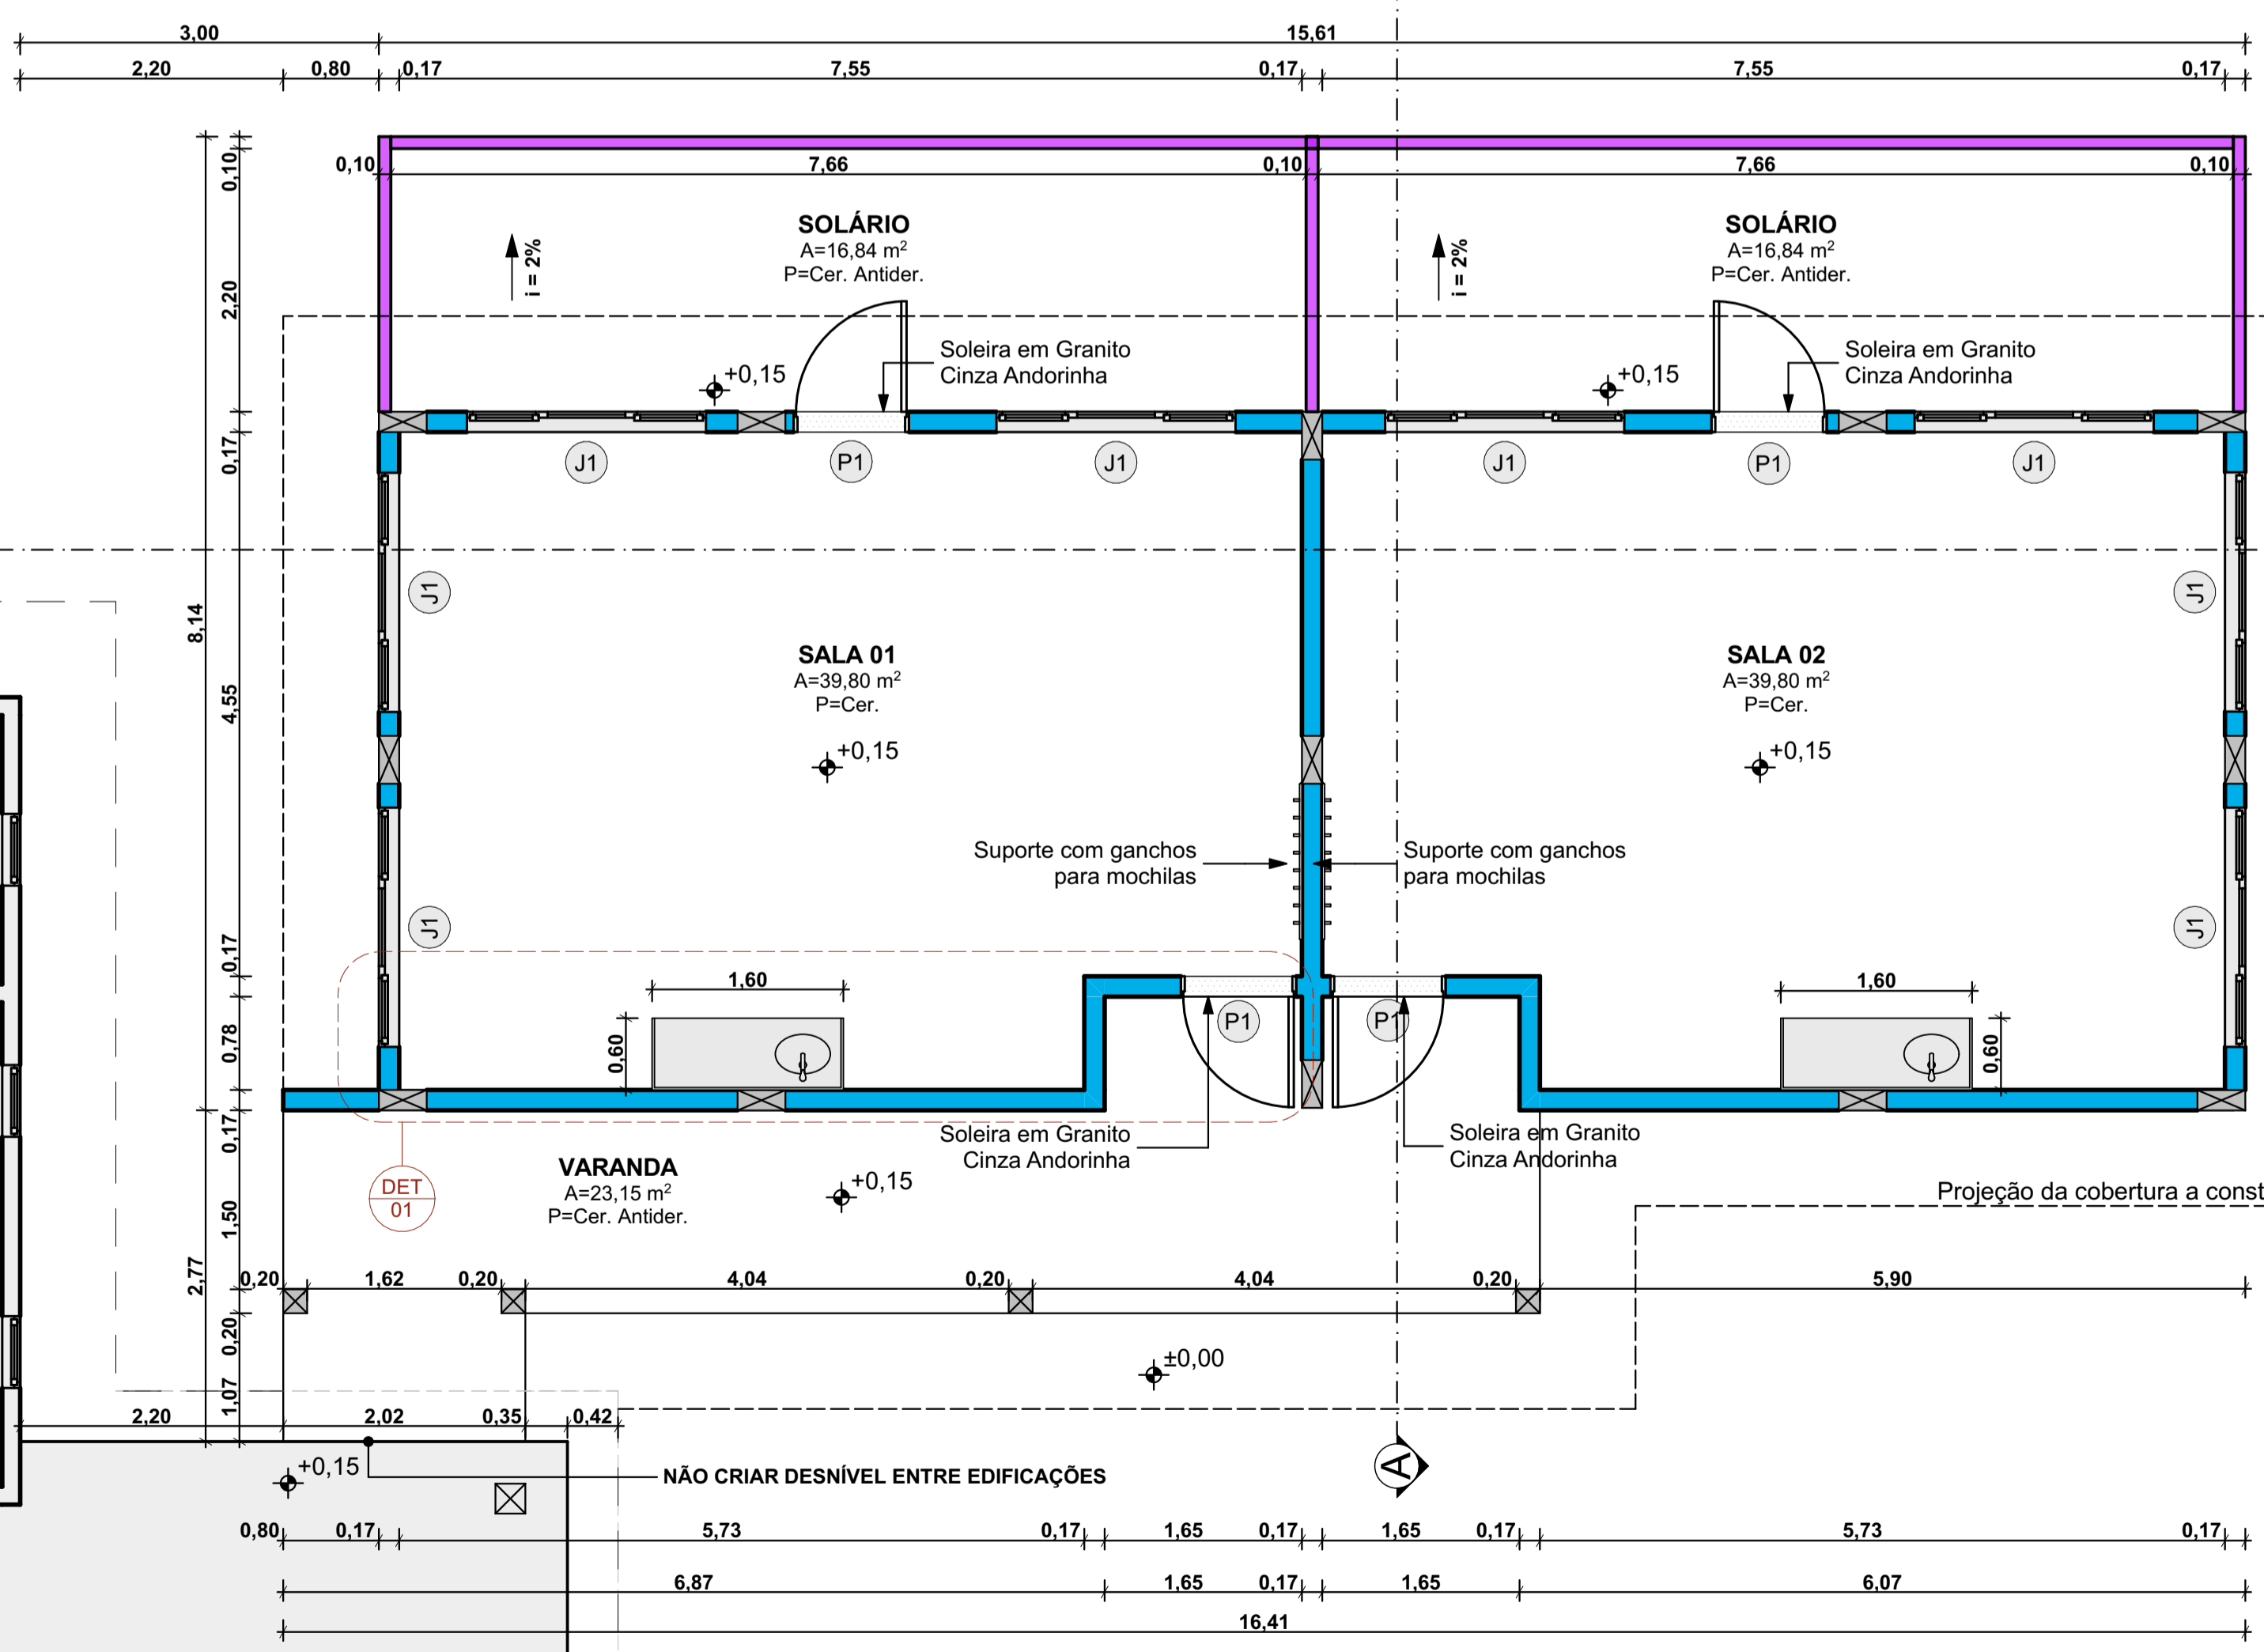 3,00
15,61
2,20
0,80
0,17
7,55
0,17
7,55
0,17
0,10
0,10
7,66
0,10
7,66
0,10
SOLÁRIO
A=16,84 m²
P=Cer. Antider.
i = 2%
SOLÁRIO
A=16,84 m²
P=Cer. Antider.
i = 2%
2,20
Soleira em Granito
Cinza Andorinha
+0,15
Soleira em Granito
Cinza Andorinha
+0,15
0,17
J1
P1
J1
J1
P1
J1
J1
J1
8,14
4,55
SALA 01
A=39,80 m²
P=Cer.
+0,15
SALA 02
A=39,80 m²
P=Cer.
+0,15
Suporte com ganchos
para mochilas
Suporte com ganchos
para mochilas
J1
J1
0,17
0,78
1,60
0,60
P1
P1
1,60
0,60
0,17
Soleira em Granito
Cinza Andorinha
Soleira em Granito
Cinza Andorinha
VARANDA
A=23,15 m²
P=Cer. Antider.
+0,15
DET
01
Projeção da cobertura a const
1,50
2,77
0,20
1,62
0,20
4,04
0,20
4,04
0,20
5,90
0,20
±0,00
1,07
2,20
2,02
0,35
0,42
+0,15
NÃO CRIAR DESNÍVEL ENTRE EDIFICAÇÕES
A
0,80
0,17
5,73
0,17
1,65
0,17
1,65
0,17
5,73
0,17
6,87
1,65
0,17
1,65
6,07
16,41